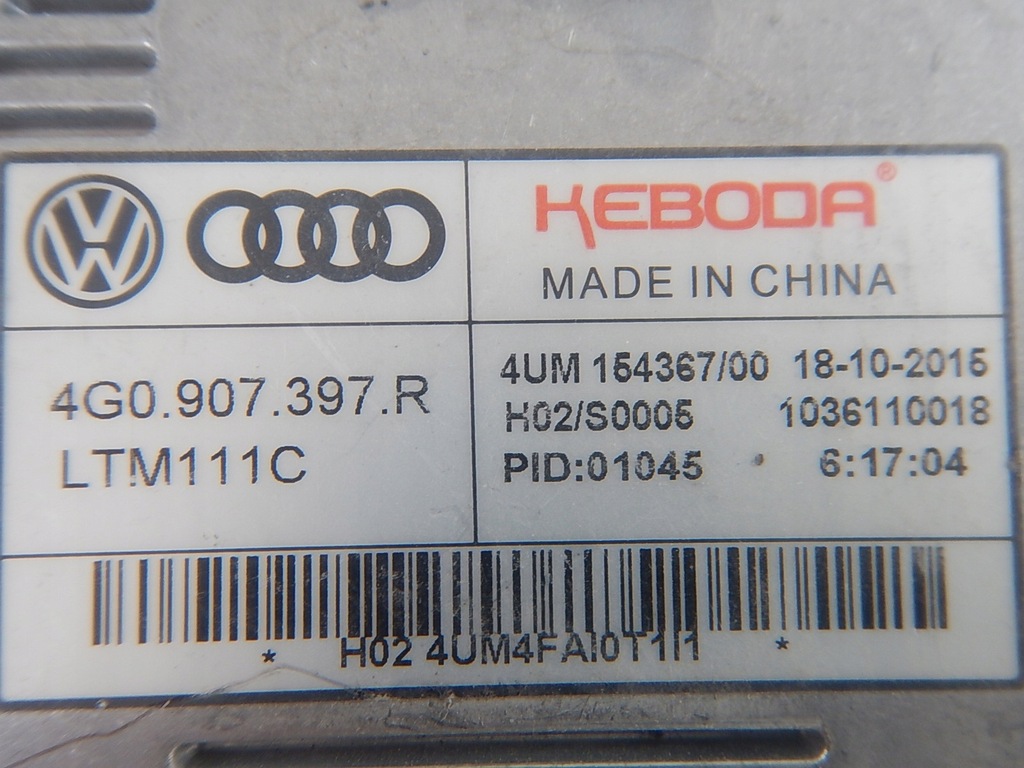 KEBODA®
MADE IN CHINA
4G0.907.397.R
LTM111C
4UM 154367/00 18-10-2015
H02/S0005 1036110018
PID:01045 6:17:04
* H02 4UM4FAI0T1I1 *